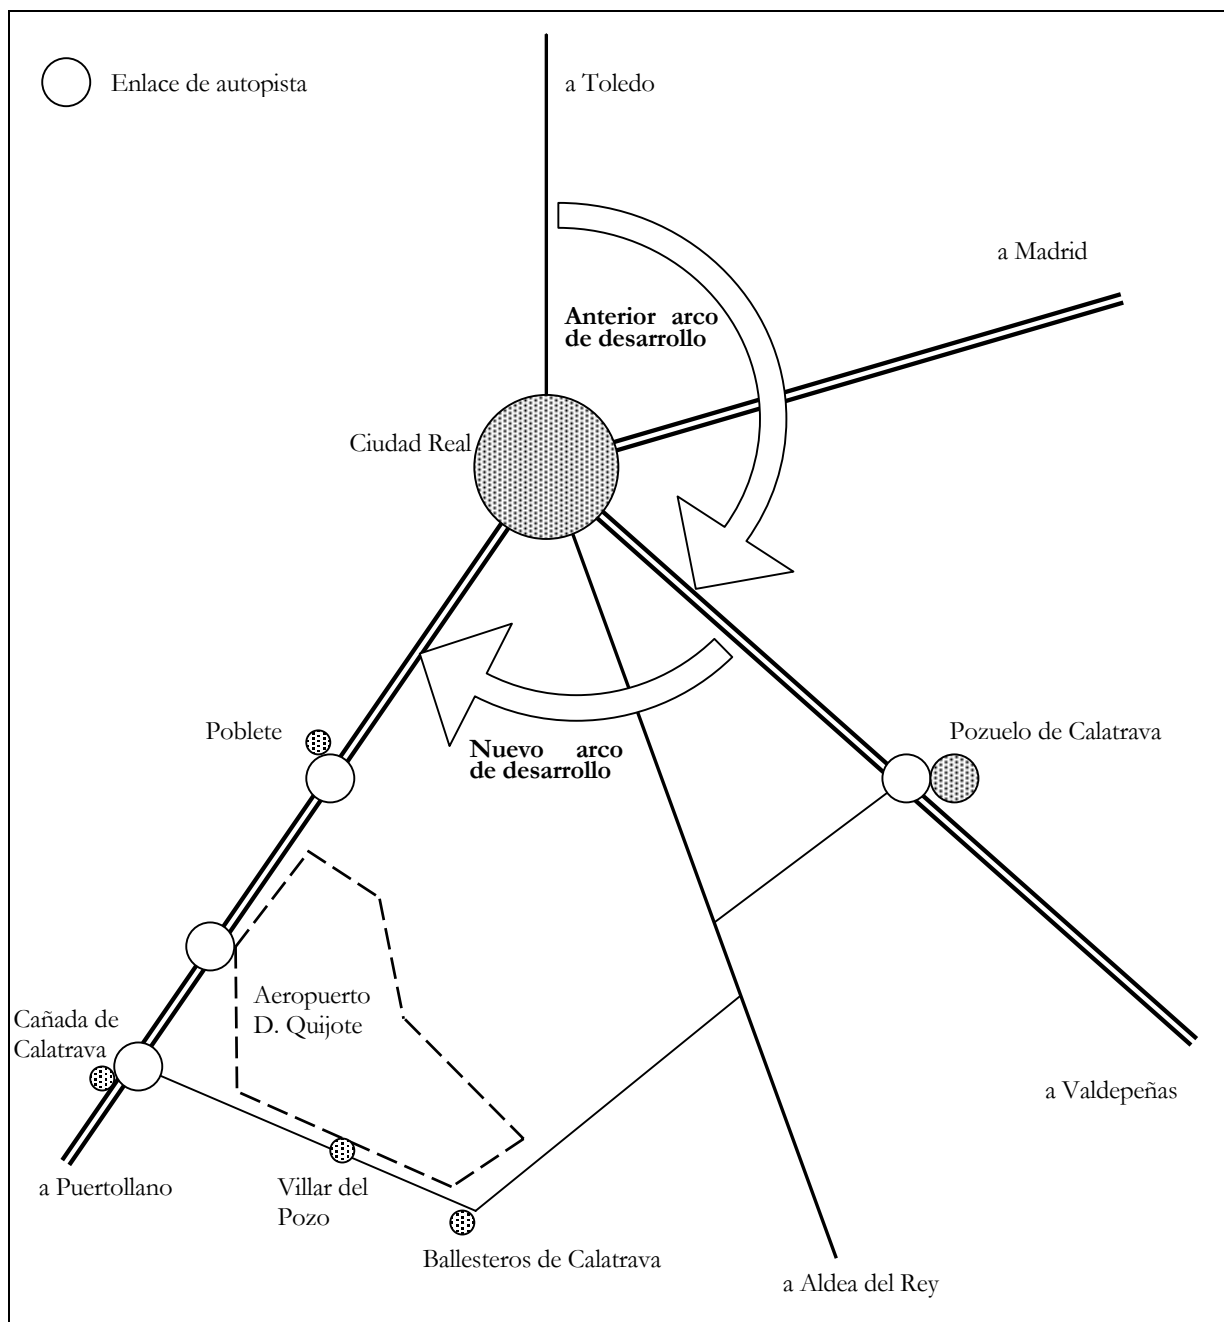 Enlace de autopista
a Toledo
a Madrid
Anterior arco
de desarrollo
Ciudad Real
Poblete
Nuevo arco
de desarrollo
Pozuelo de Calatrava
Aeropuerto
D. Quijote
Cañada de
Calatrava
a Valdepeñas
a Puertollano
Villar del
Pozo
Ballesteros de Calatrava
a Aldea del Rey